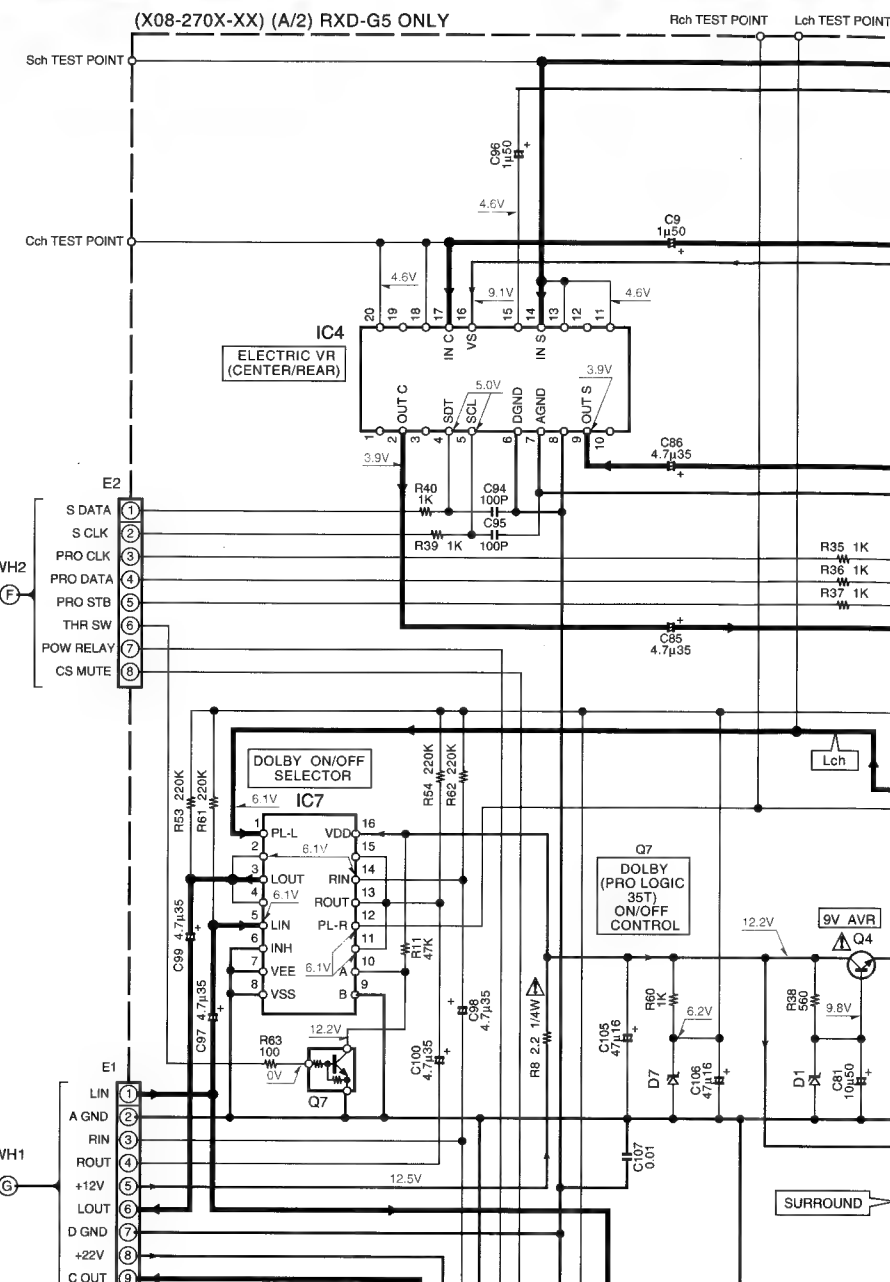 (X08-270X-XX) (A/2) RXD-G5 ONLY
Rch TEST POINT
Lch TEST POINT
Sch TEST POINT
C96
1µ50
4.6V
Cch TEST POINT
C9
1µ50
4.6V
9.1V
4.6V
20
19
18
17
16
15
14
13
12
11
IC4
ELECTRIC VR
(CENTER/REAR)
IN C
VS
IN S
5.0V
3.9V
OUT C
SDT
SCL
DGND
AGND
OUT S
1
2
3
4
5
6
7
8
9
10
3.9V
C86
4.7µ35
E2
R40
1K
C94
100P
S DATA
1
C95
100P
S CLK
2
R39 1K
R35 1K
WH2
PRO CLK
3
R36 1K
F
PRO DATA
4
R37 1K
PRO STB
5
THR SW
6
C85
4.7µ35
POW RELAY
7
CS MUTE
8
R53 220K
R61 220K
DOLBY ON/OFF
SELECTOR
R54 220K
R62 220K
Lch
6.1V
IC7
1
PL-L
VDD
16
2
6.1V
15
3
LOUT
RIN
14
4
6.1V
ROUT
13
5
LIN
PL-R
12
6
INH
11
7
VEE
6.1V
A
10
8
VSS
B
9
R11
47K
Q7
DOLBY
(PRO LOGIC
35T)
ON/OFF
CONTROL
12.2V
9V AVR
Q4
C99 4.7µ35
C97 4.7µ35
C98
4.7µ35
C100
4.7µ35
R8 2.2 1/4W
C105
47µ16
R60
1K
6.2V
D7
C106
47µ16
R38
560
9.8V
D1
C81
10µ50
12.2V
R63
100
0V
Q7
E1
LIN
1
A GND
2
RIN
3
WH1
ROUT
4
C107
0.01
G
+12V
5
12.5V
LOUT
6
SURROUND
D GND
7
+22V
8
C OUT
9